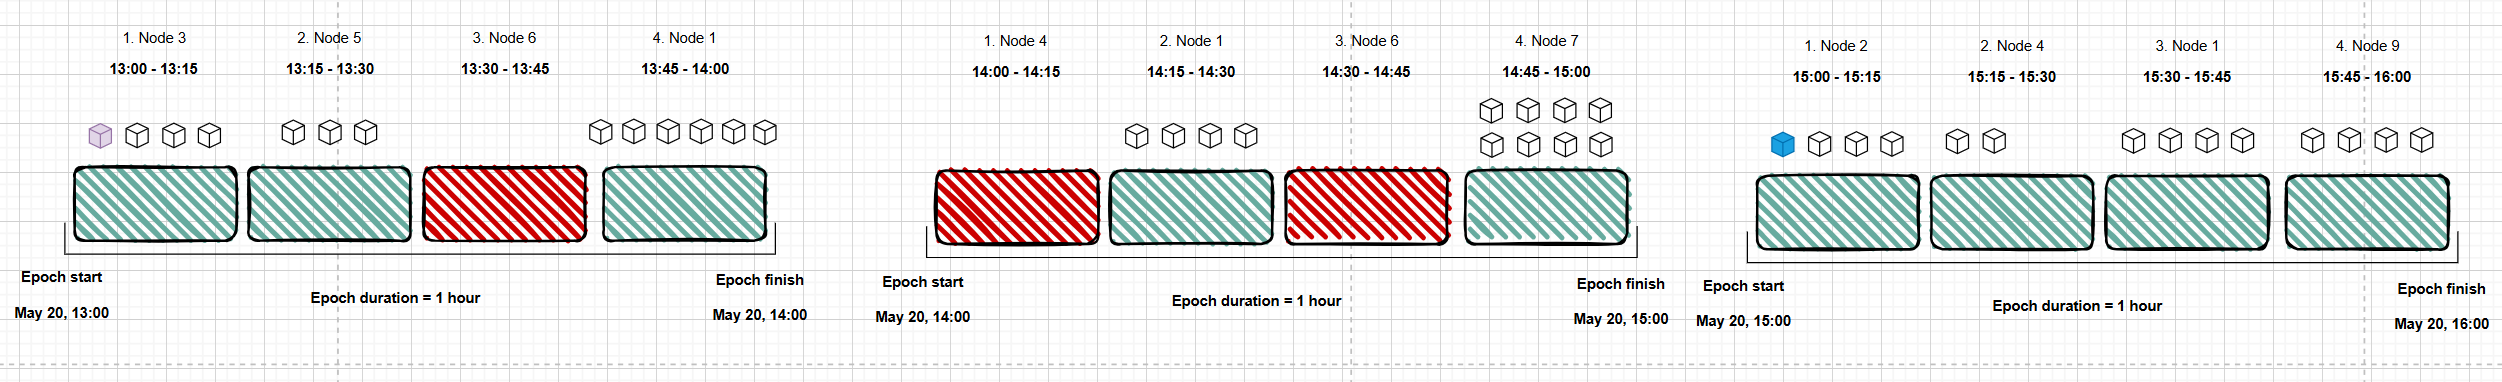 1. Node 3
13:00 - 13:15
2. Node 5
13:15 - 13:30
3. Node 6
13:30 - 13:45
4. Node 1
13:45 - 14:00
Epoch start
May 20, 13:00
Epoch duration = 1 hour
Epoch finish
May 20, 14:00
1. Node 4
14:00 - 14:15
2. Node 1
14:15 - 14:30
3. Node 6
14:30 - 14:45
4. Node 7
14:45 - 15:00
Epoch start
May 20, 14:00
Epoch duration = 1 hour
Epoch finish
May 20, 15:00
1. Node 2
15:00 - 15:15
2. Node 4
15:15 - 15:30
3. Node 1
15:30 - 15:45
4. Node 9
15:45 - 16:00
Epoch start
May 20, 15:00
Epoch duration = 1 hour
Epoch finish
May 20, 16:00